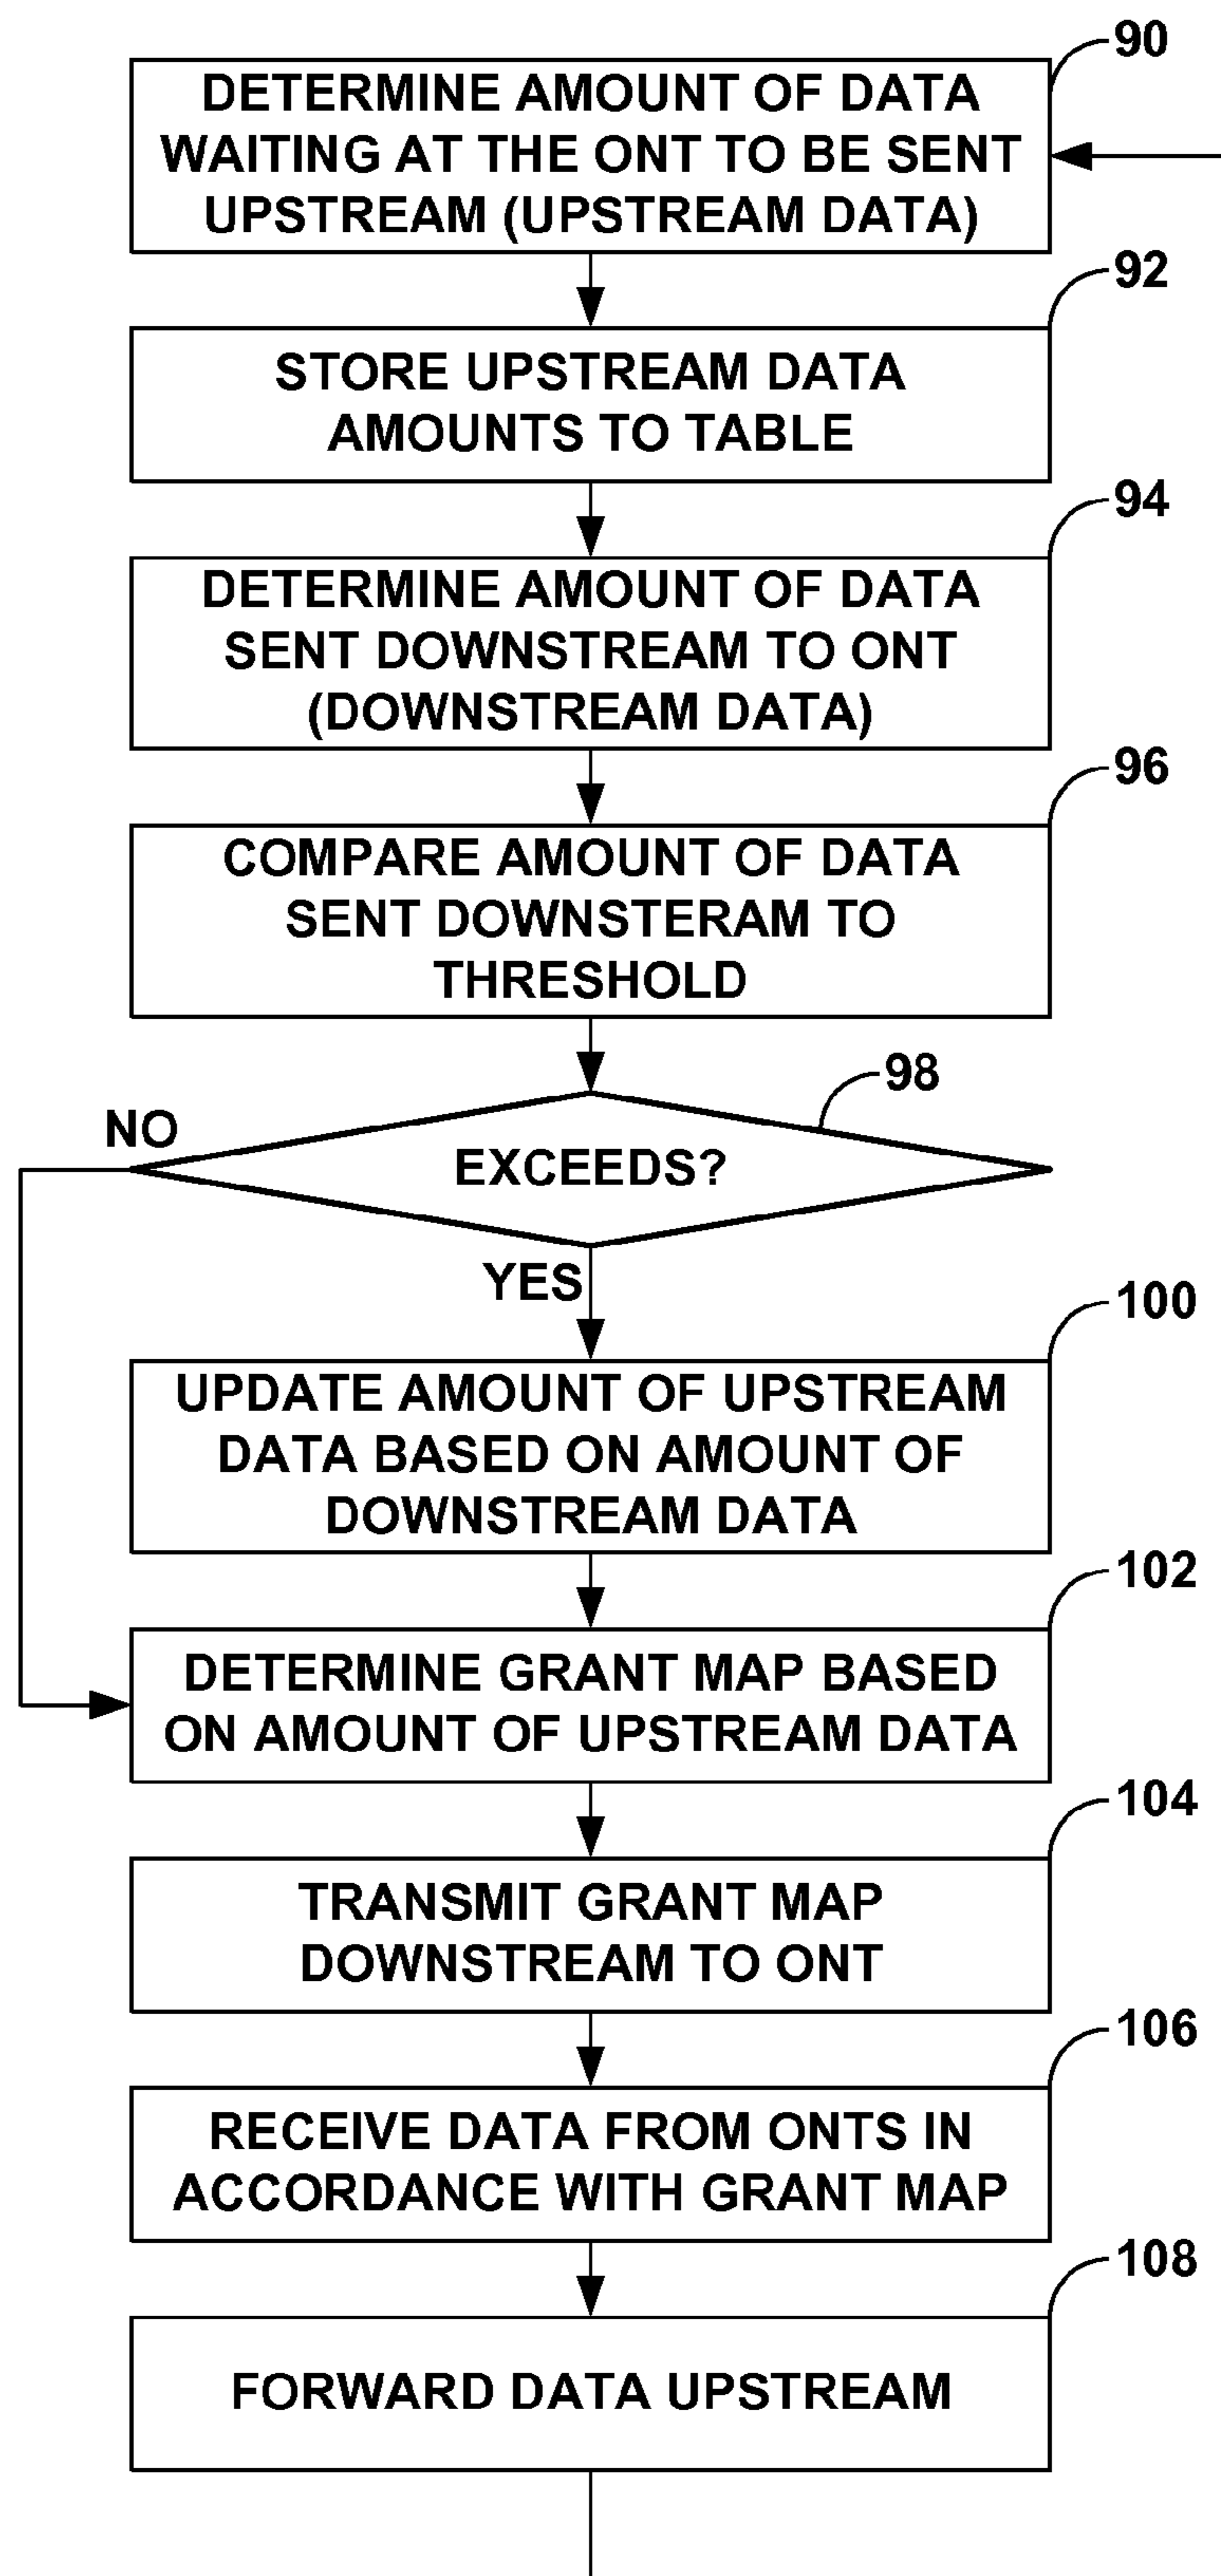 90
DETERMINE AMOUNT OF DATA
WAITING AT THE ONT TO BE SENT
UPSTREAM (UPSTREAM DATA)
92
STORE UPSTREAM DATA
AMOUNTS TO TABLE
94
DETERMINE AMOUNT OF DATA
SENT DOWNSTREAM TO ONT
(DOWNSTREAM DATA)
96
COMPARE AMOUNT OF DATA
SENT DOWNSTERAM TO
THRESHOLD
98
NO
EXCEEDS?
YES
100
UPDATE AMOUNT OF UPSTREAM
DATA BASED ON AMOUNT OF
DOWNSTREAM DATA
102
DETERMINE GRANT MAP BASED
ON AMOUNT OF UPSTREAM DATA
104
TRANSMIT GRANT MAP
DOWNSTREAM TO ONT
106
RECEIVE DATA FROM ONTS IN
ACCORDANCE WITH GRANT MAP
108
FORWARD DATA UPSTREAM